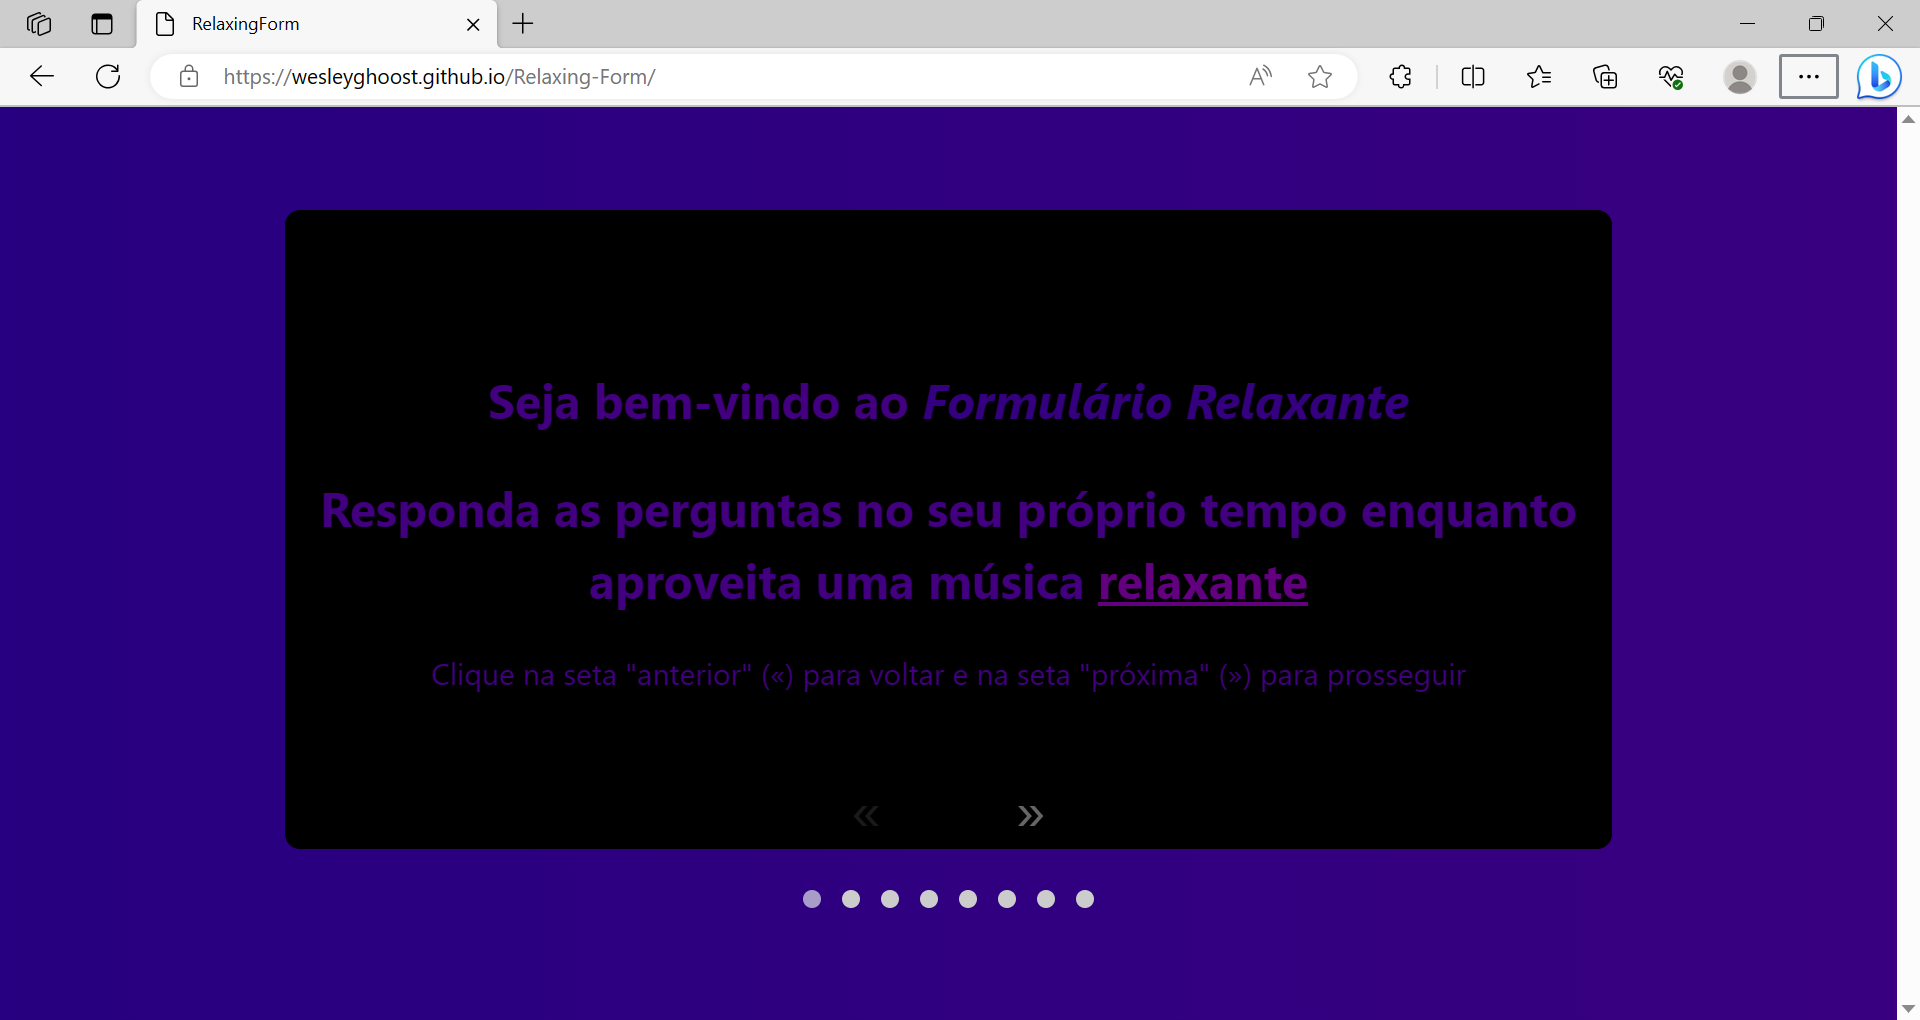 RelaxingForm
https://wesleyghoost.github.io/Relaxing-Form/
Seja bem-vindo ao Formulário Relaxante
Responda as perguntas no seu próprio tempo enquanto
aproveita uma música relaxante
Clique na seta "anterior" («) para voltar e na seta "próxima" (») para prosseguir
« »